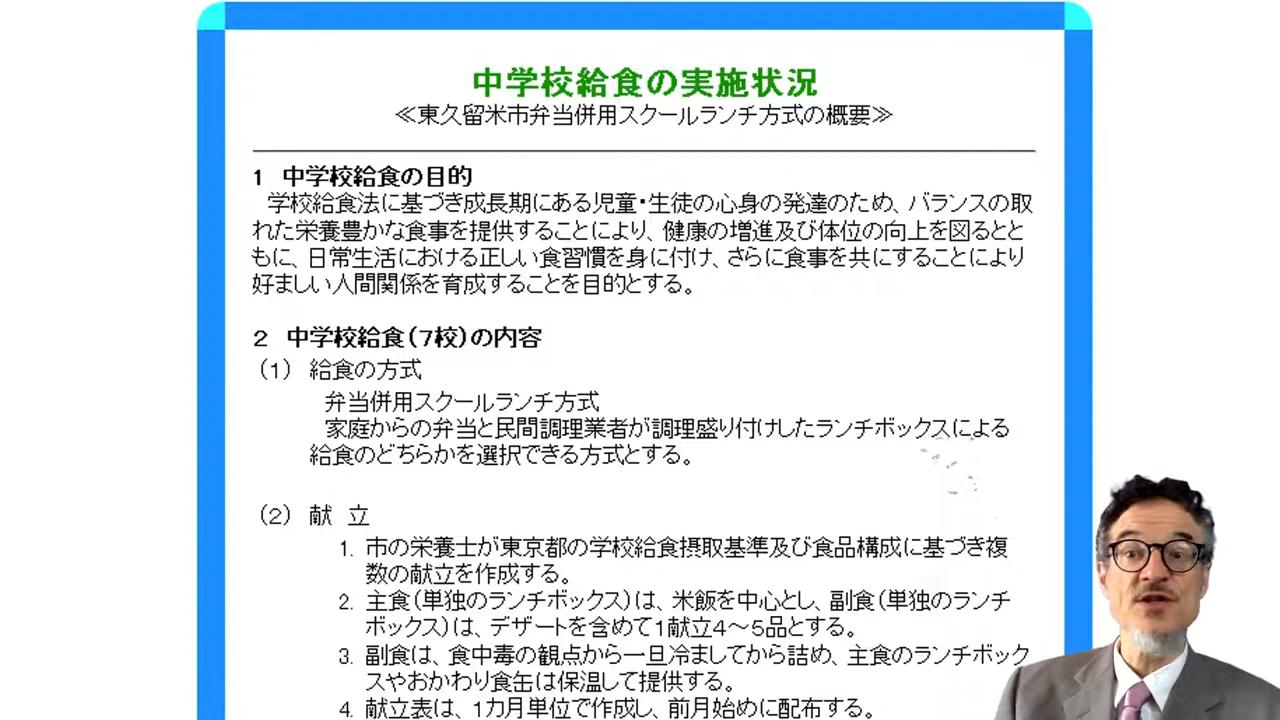 中学校給食の実施状況
≪東久留米市弁当併用スクールランチ方式の概要≫
1 中学校給食の目的
学校給食法に基づき成長期にある児童・生徒の心身の発達のため、バランスの取
れた栄養豊かな食事を提供することにより、健康の増進及び体位の向上を図るとと
もに、日常生活における正しい食習慣を身に付け、さらに食事を共にすることにより
好ましい人間関係を育成することを目的とする。
2 中学校給食(7校)の内容
(1) 給食の方式
弁当併用スクールランチ方式
家庭からの弁当と民間調理業者が調理盛り付けしたランチボックスによる
給食のどちらかを選択できる方式とする。
(2) 献 立
1. 市の栄養士が東京都の学校給食摂取基準及び食品構成に基づき複
数の献立を作成する。
2. 主食(単独のランチボックス)は、米飯を中心とし、副食(単独のランチ
ボックス)は、デザートを含めて1献立4～5品とする。
3. 副食は、食中毒の観点から一旦冷ましてから詰め、主食のランチボック
スやおかわり食缶は保温して提供する。
4. 献立表は、1カ月単位で作成し、前月始めに配布する。